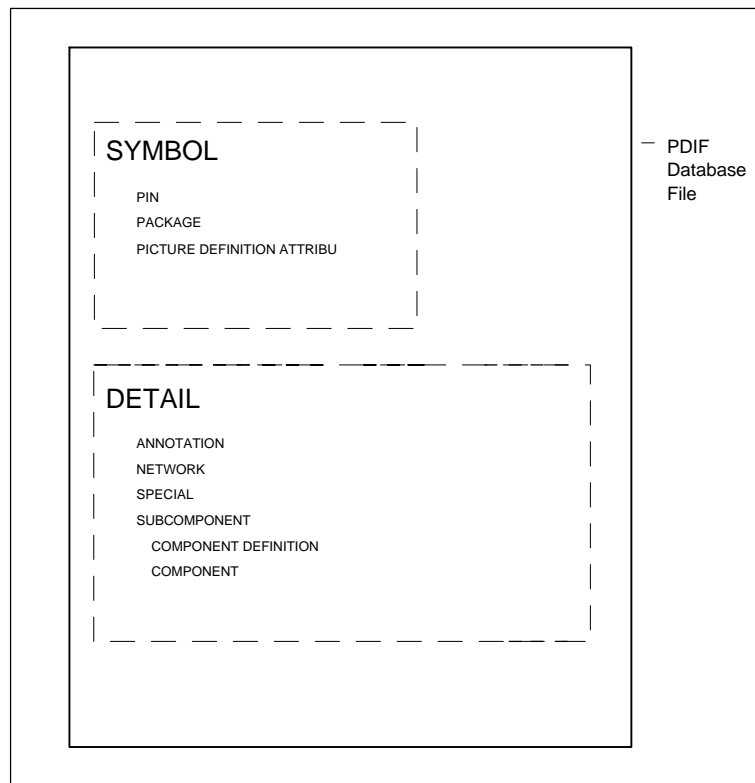 SYMBOL
PIN
PACKAGE
PICTURE DEFINITION ATTRIBU
DETAIL
ANNOTATION
NETWORK
SPECIAL
SUBCOMPONENT
COMPONENT DEFINITION
COMPONENT
PDIF
Database
File